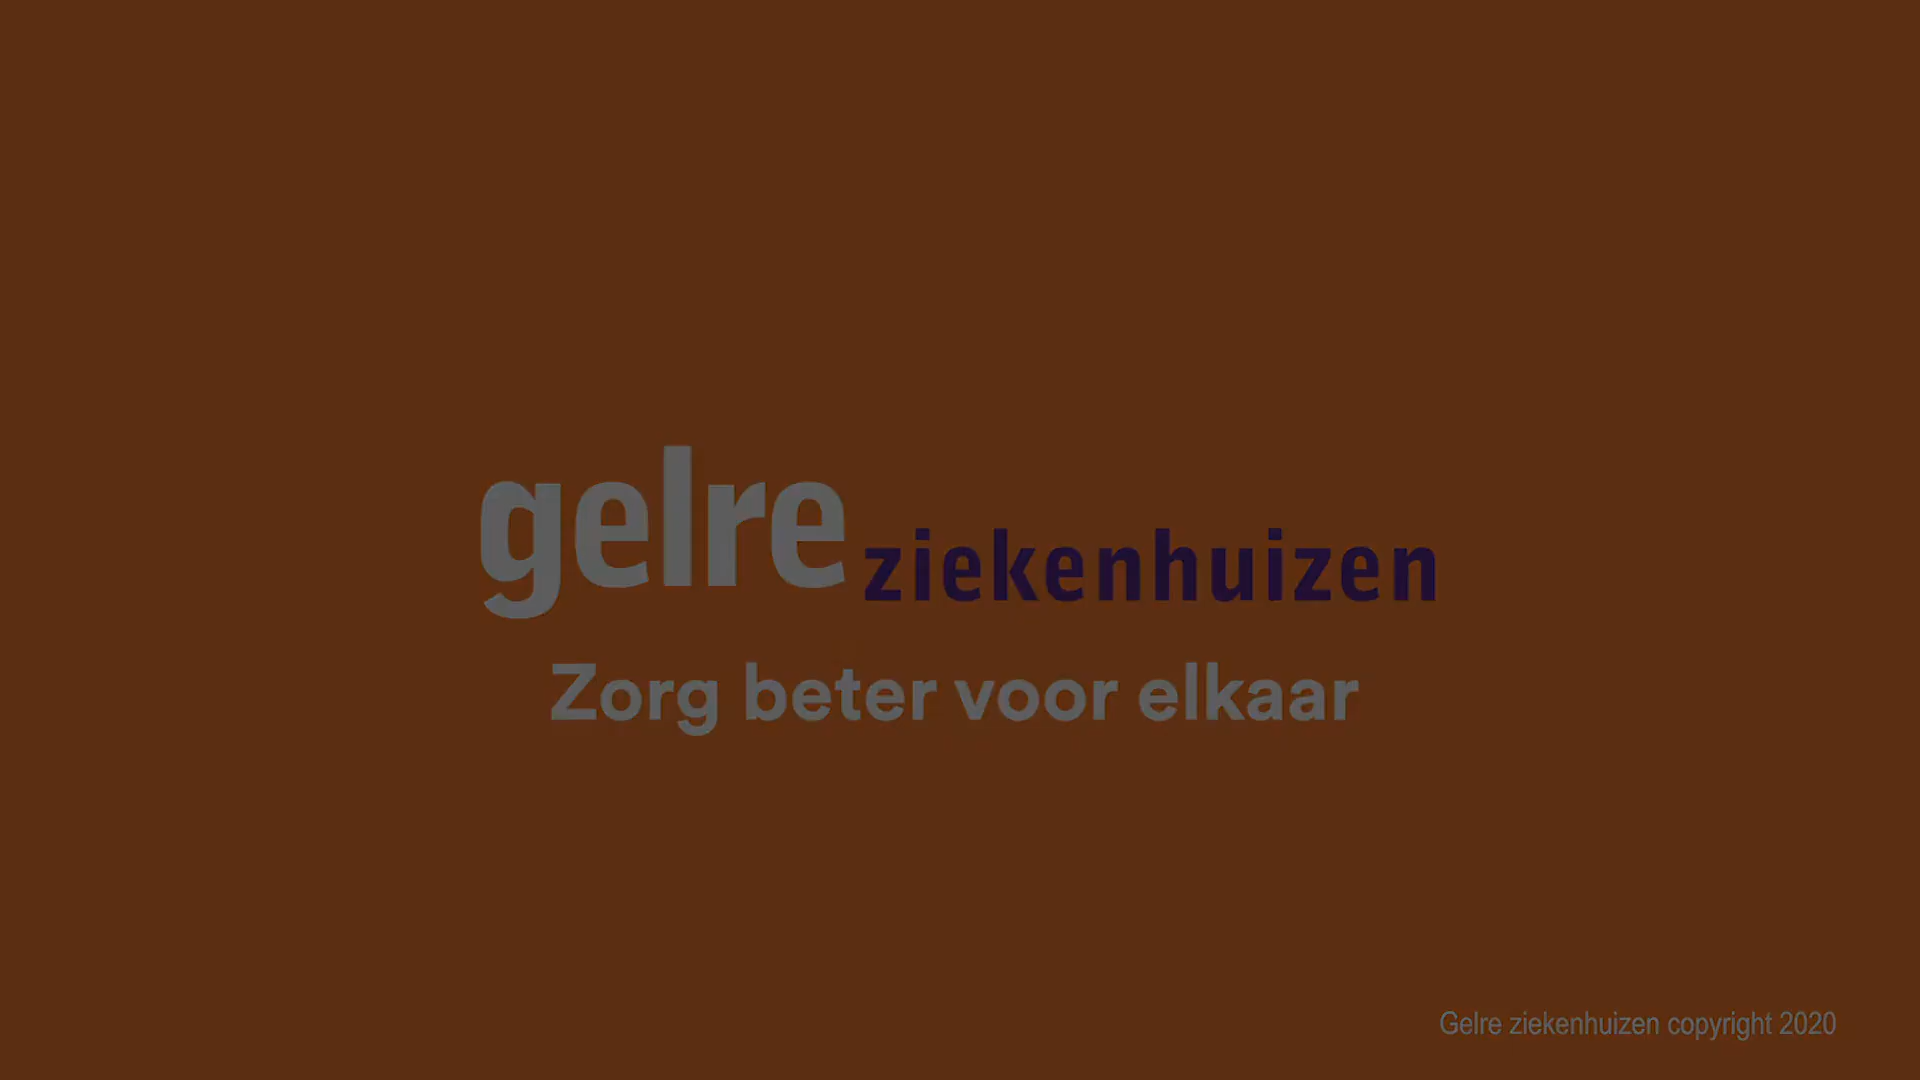 gelre ziekenhuizen
Zorg beter voor elkaar
Gelre ziekenhuizen copyright 2020